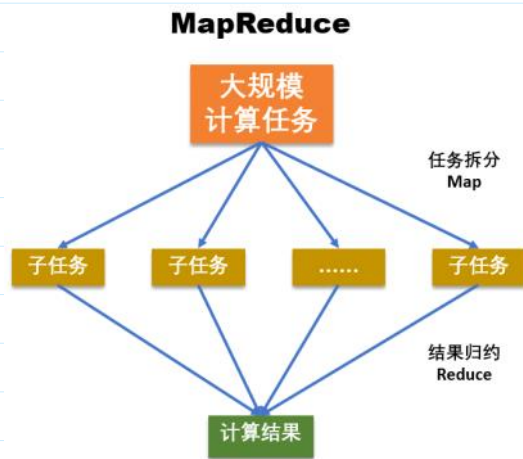 MapReduce
大规模
计算任务
任务拆分
Map
子任务
子任务
......
子任务
结果归约
Reduce
计算结果